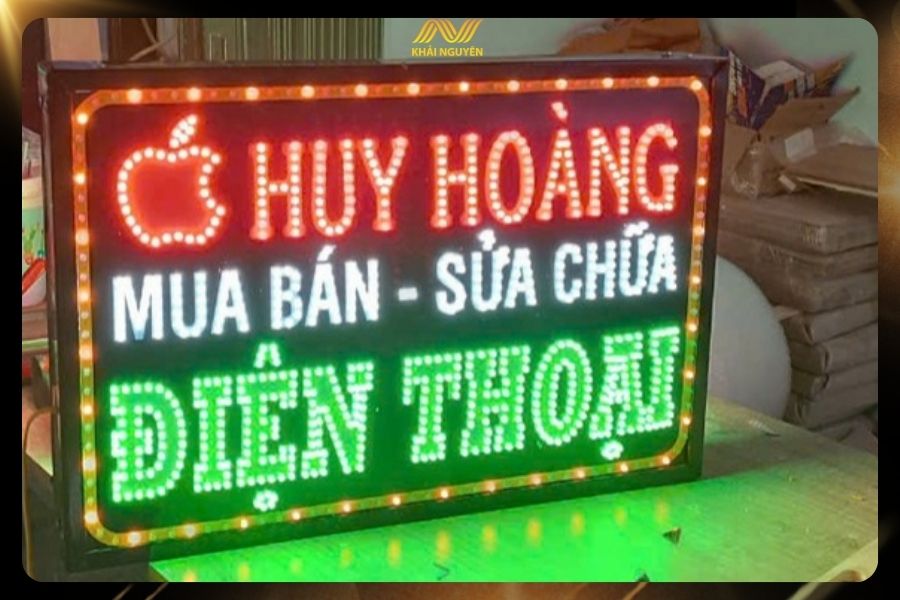 KHẢI NGUYÊN
HUY HOÀNG
MUA BÁN - SỬA CHỮA
ĐIỆN THOẠI